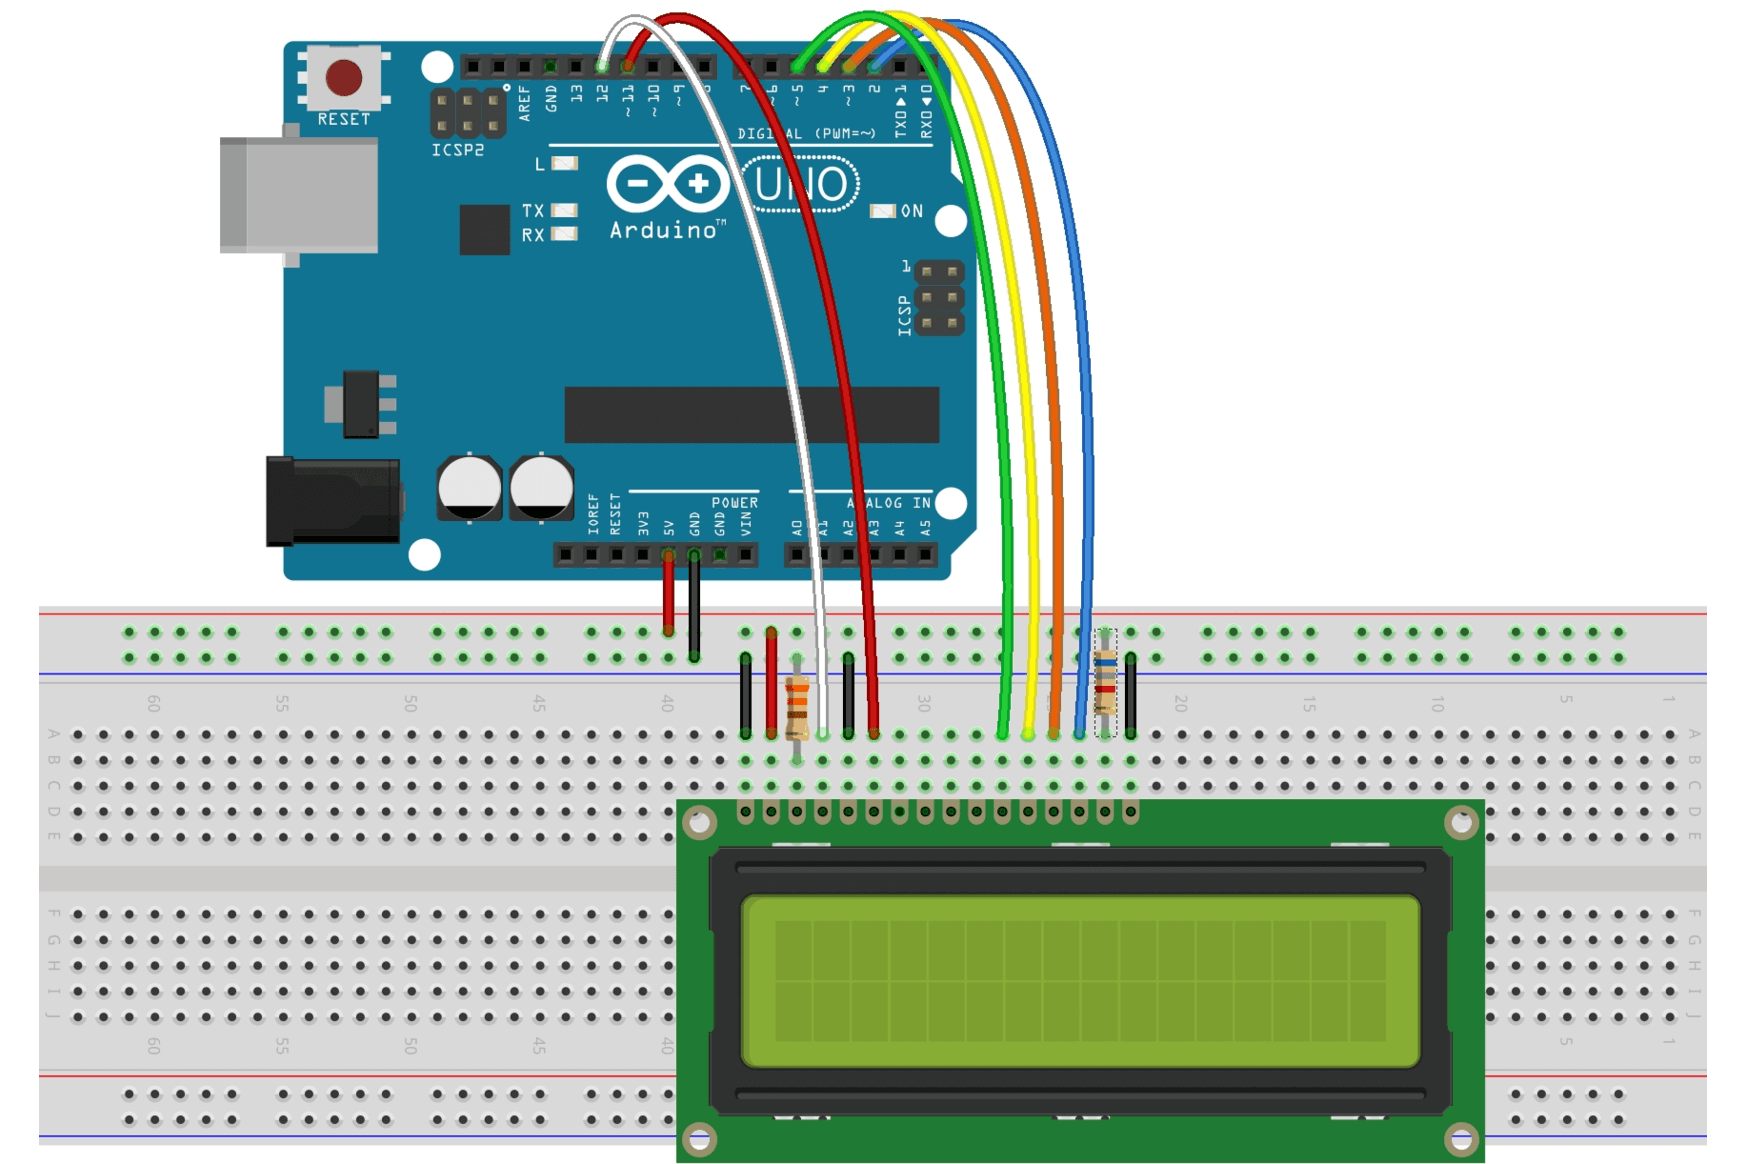 RESET
ICSP2
AREF
GND
13
12
~11
~10
~9
7
~6
~5
4
~3
2
TXD▶1
RXD◀0
DIGITAL (PWM=~)
L
TX
RX
UNO
Arduino™
ON
1
ICSP
POWER
ANALOG IN
IOREF
RESET
3V3
5V
GND
GND
VIN
A0
A1
A2
A3
A4
A5
60 55 50 45 40 30 20 15 10 5 1
A A
B B
C C
D D
E E
F F
G G
H H
I I
J J
60 55 50 45 40 5 1